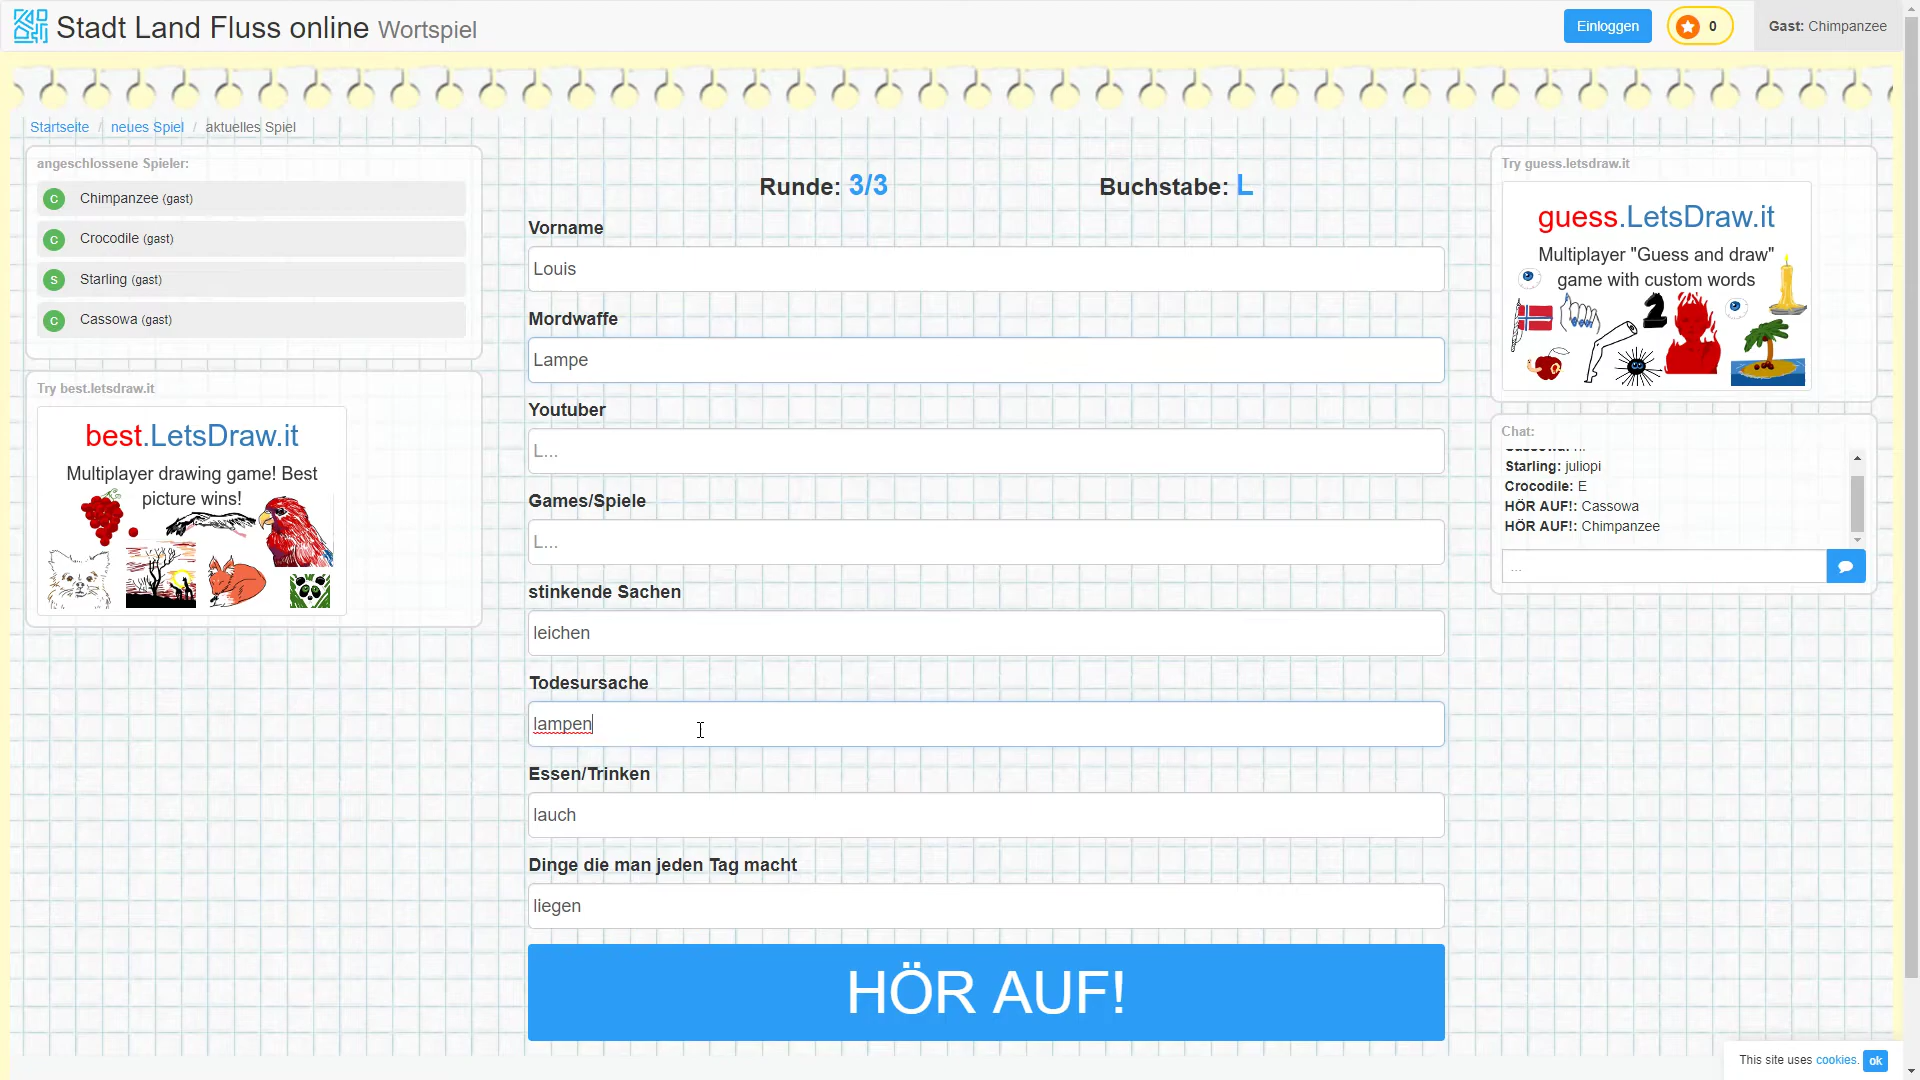 Stadt Land Fluss online Wortspiel
Einloggen
0
Gast: Chimpanzee
Startseite / neues Spiel / aktuelles Spiel
angeschlossene Spieler:
C Chimpanzee (gast)
C Crocodile (gast)
S Starling (gast)
C Cassowa (gast)
Try best.letsdraw.it
best.LetsDraw.it
Multiplayer drawing game! Best
picture wins!
Runde: 3/3
Buchstabe: L
Vorname
Louis
Mordwaffe
Lampe
Youtuber
L...
Games/Spiele
L...
stinkende Sachen
leichen
Todesursache
lampen
Essen/Trinken
lauch
Dinge die man jeden Tag macht
liegen
HÖR AUF!
Try guess.letsdraw.it
guess.LetsDraw.it
Multiplayer "Guess and draw"
game with custom words
Chat:
Starling: juliopi
Crocodile: E
HÖR AUF!: Cassowa
HÖR AUF!: Chimpanzee
...
This site uses cookies. ok